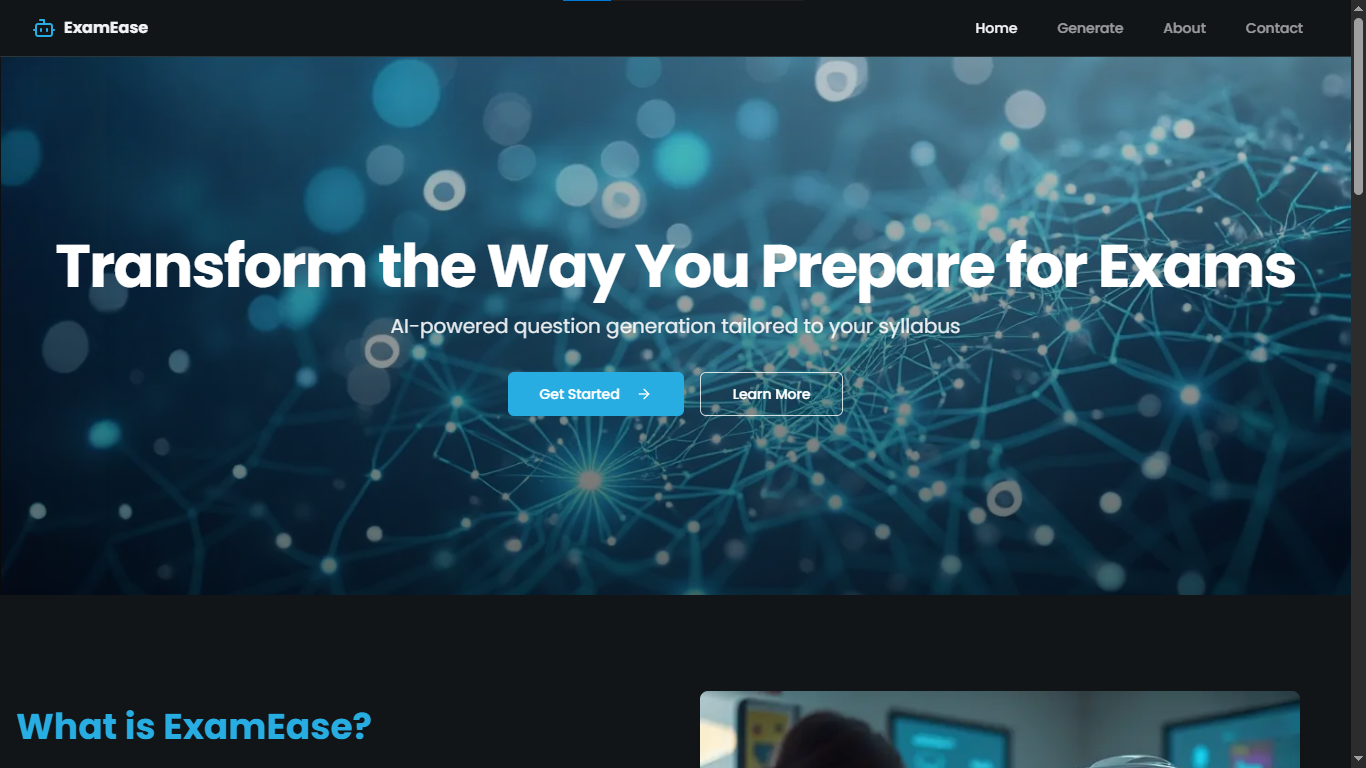 ExamEase
Home
Generate
About
Contact
Transform the Way You Prepare for Exams
AI-powered question generation tailored to your syllabus
Get Started →
Learn More
What is ExamEase?